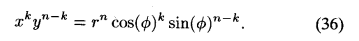 x^k y^{n-k} = r^n cos(ϕ)^k sin(ϕ)^{n-k}. (36)